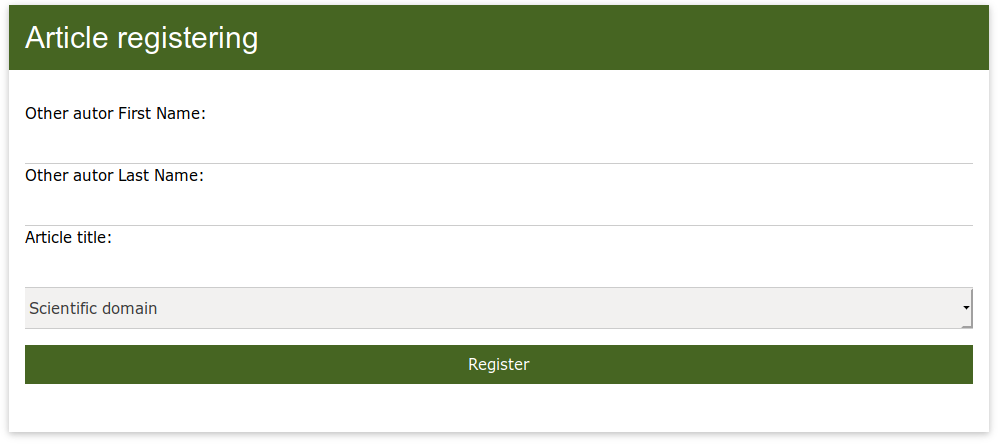 Article registering
Other autor First Name:
Other autor Last Name:
Article title:
Scientific domain
Register